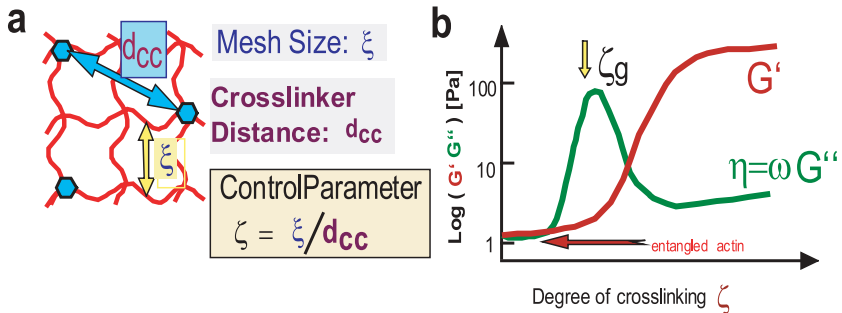 a
dcc
Mesh Size: ξ
Crosslinker
Distance: dcc
ξ
ControlParameter
ζ = ξ/dcc
b
Log ( G‘ G‘‘ ) [Pa]
100
10
1
ζg
G‘
η=ω G‘‘
entangled actin
Degree of crosslinking ζ